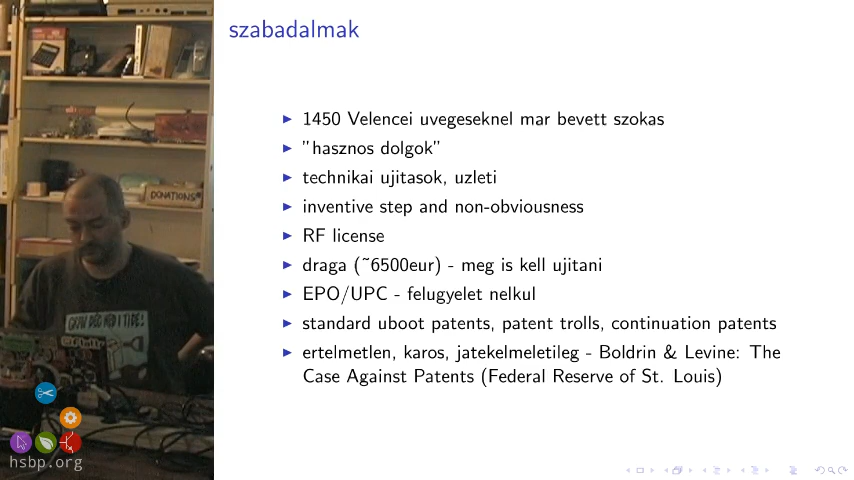 szabadalmak
1450 Velencei uvegeseknel mar bevett szokas
"hasznos dolgok"
technikai ujitasok, uzleti
inventive step and non-obviousness
RF license
draga (~6500eur) - meg is kell ujitani
EPO/UPC - felugyelet nelkul
standard uboot patents, patent trolls, continuation patents
ertelmetlen, karos, jatekelmeletileg - Boldrin & Levine: The
Case Against Patents (Federal Reserve of St. Louis)
DONATIONS
hsbp.org